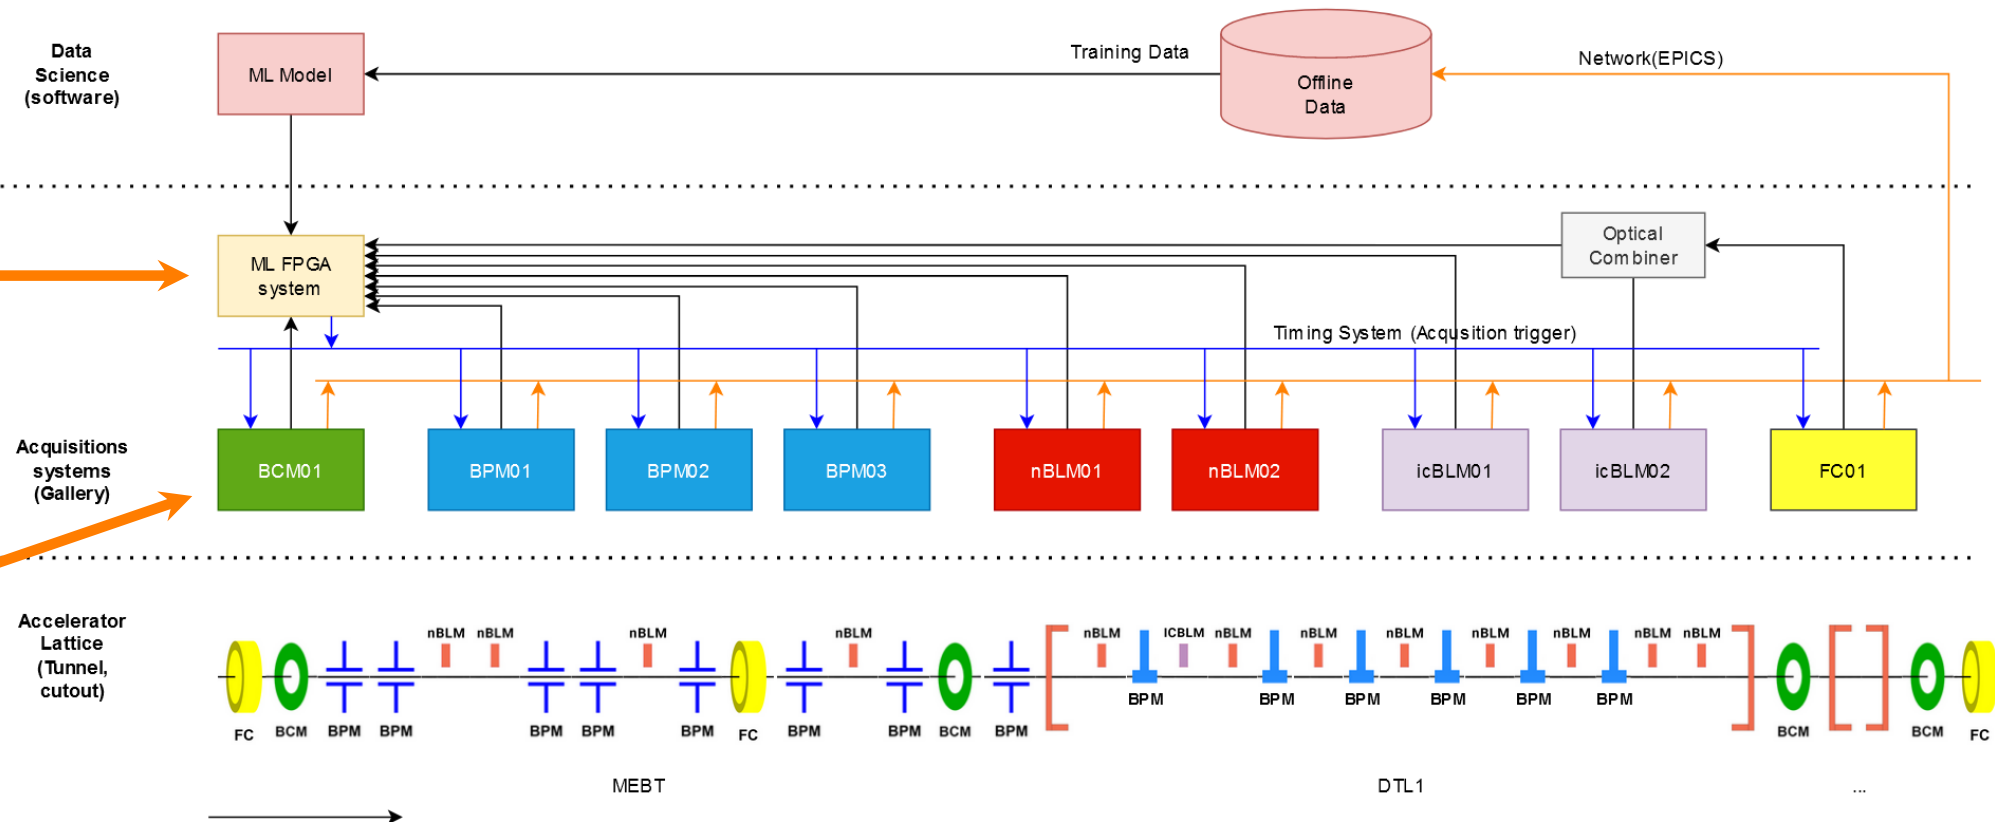 Data
Science
(software)
ML Model
Training Data
Offline
Data
Network(EPICS)
ML FPGA
system
Optical
Combiner
Timing System (Acqusition trigger)
Acquisitions
systems
(Gallery)
BCM01
BPM01
BPM02
BPM03
nBLM01
nBLM02
icBLM01
icBLM02
FC01
Accelerator
Lattice
(Tunnel,
cutout)
nBLM nBLM nBLM nBLM nBLM ICBLM nBLM nBLM nBLM nBLM nBLM nBLM nBLM
BPM BPM BPM BPM BPM BPM
FC BCM BPM BPM BPM BPM BPM FC BPM BPM BCM BPM BCM BCM FC
MEBT DTL1 ...